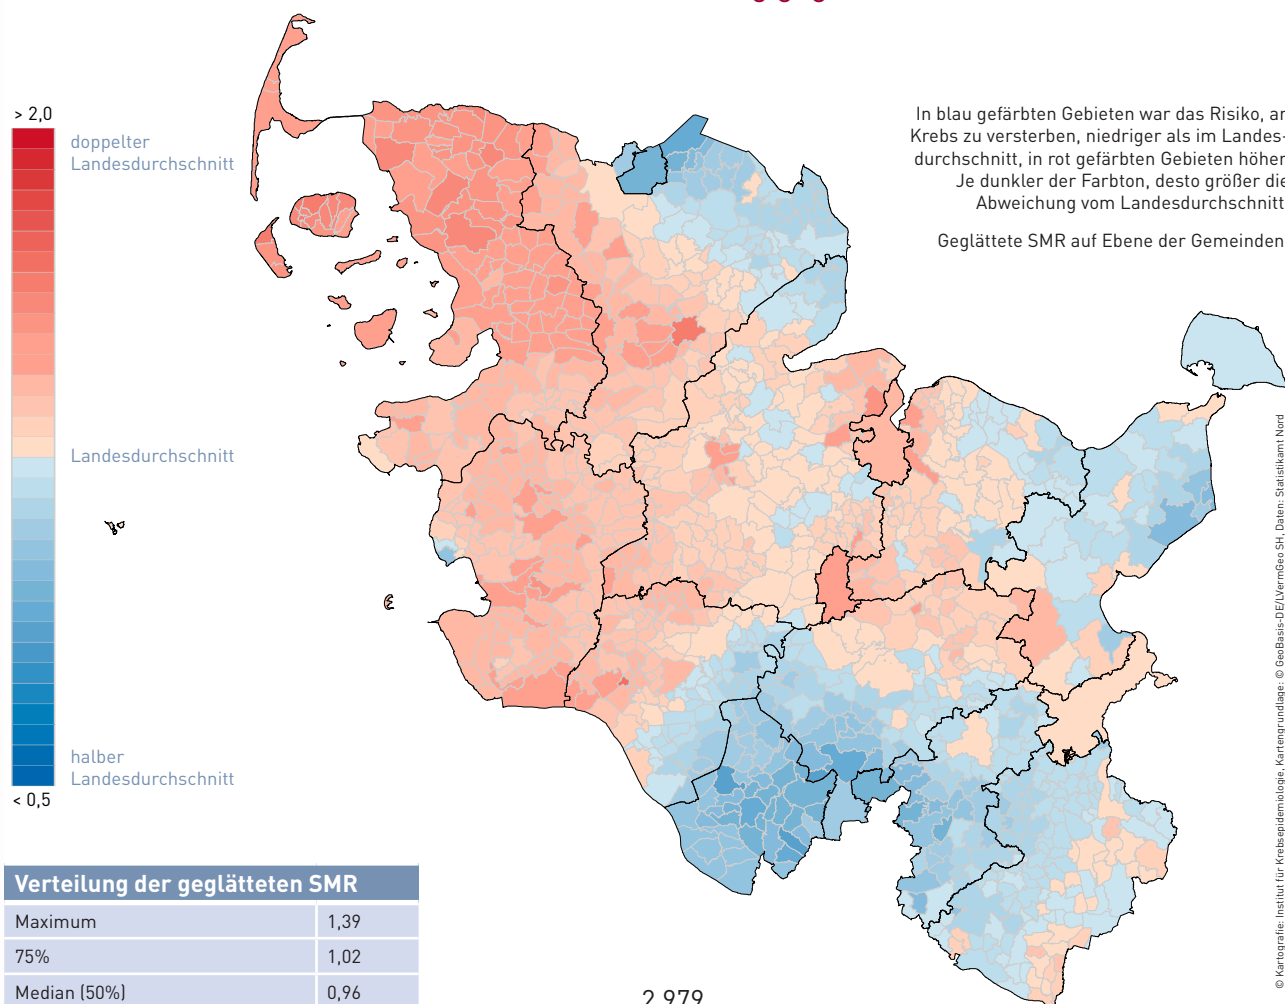 > 2,0
doppelter
Landesdurchschnitt
Landesdurchschnitt
halber
Landesdurchschnitt
< 0,5
In blau gefärbten Gebieten war das Risiko, an
Krebs zu versterben, niedriger als im Landes-
durchschnitt, in rot gefärbten Gebieten höher.
Je dunkler der Farbton, desto größer die
Abweichung vom Landesdurchschnitt
Geglättete SMR auf Ebene der Gemeinden
© Kartografie: Institut für Krebsepidemiologie, Kartengrundlage: © GeoBasis-DE/LVermGeo SH, Daten: Statistikamt Nord
Verteilung der geglätteten SMR
Maximum 1,39
75% 1,02
Median (50%) 0,96
2.979